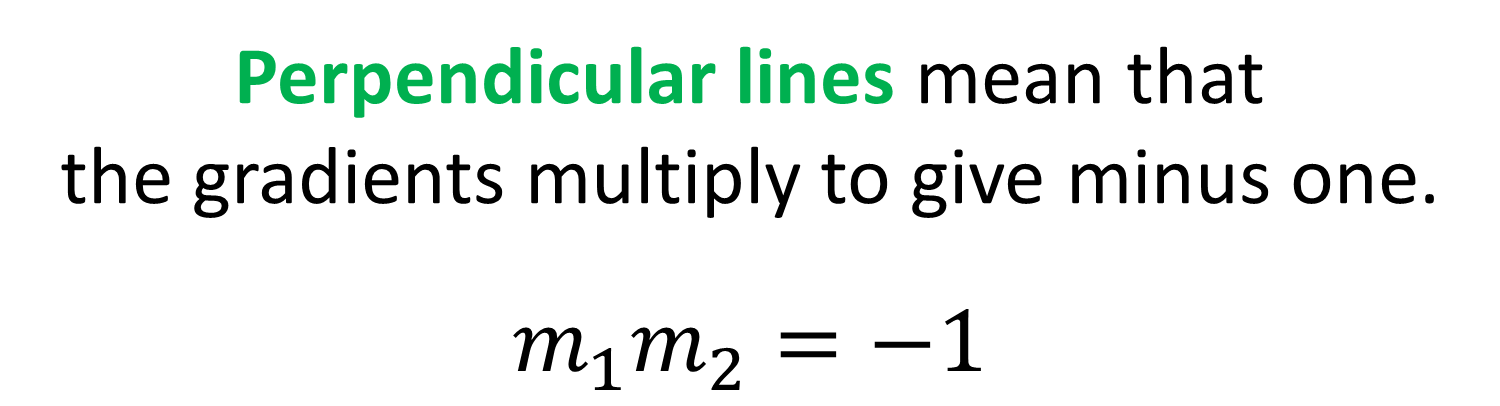 Perpendicular lines mean that
the gradients multiply to give minus one.
m₁m₂ = −1